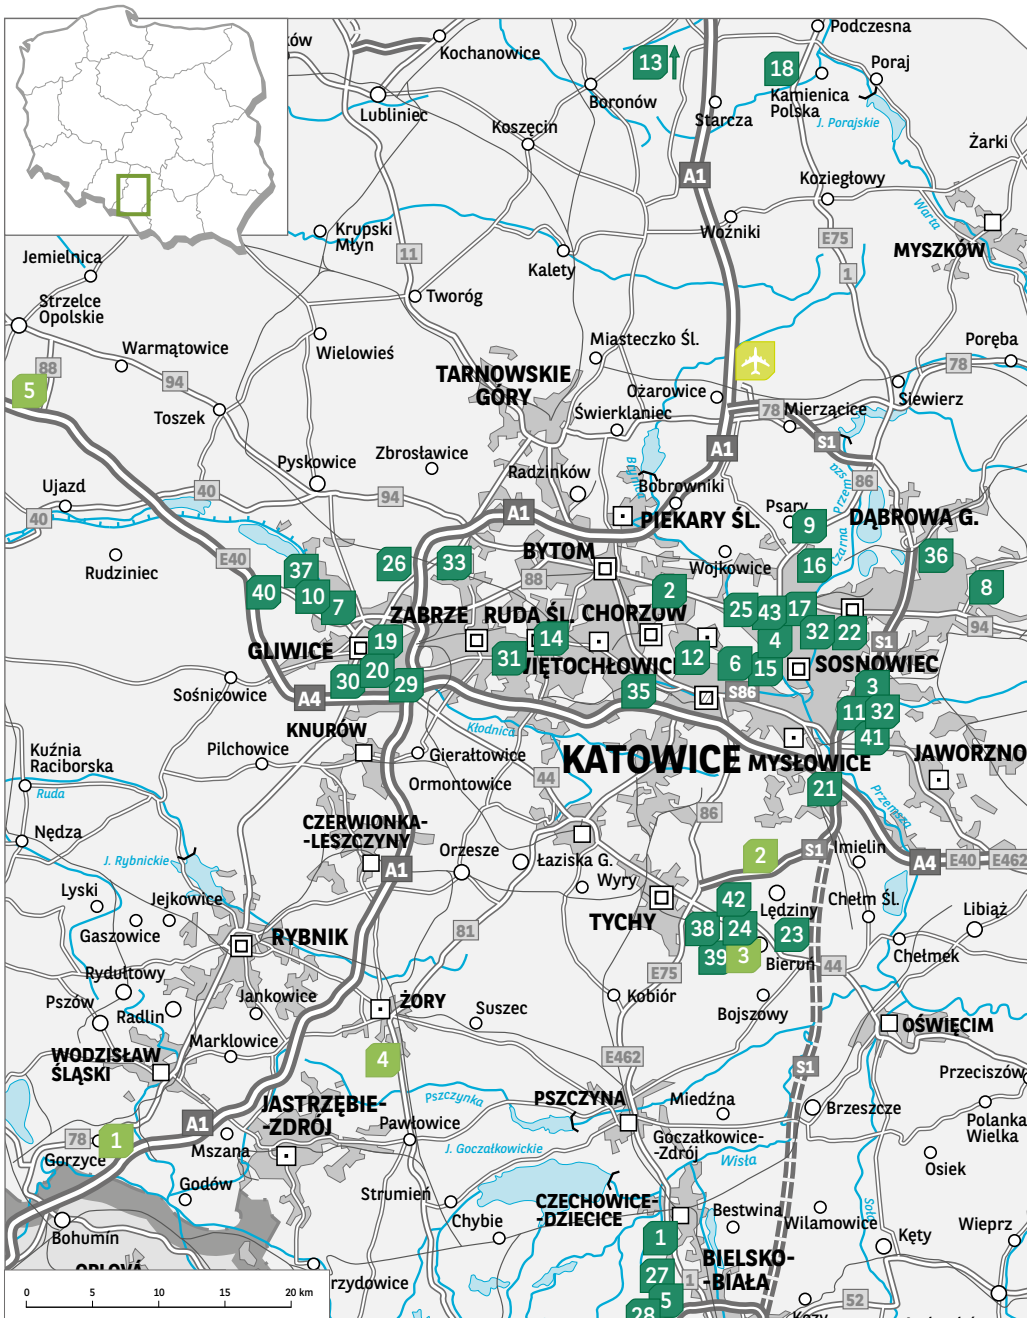 ków
Kochanowice
Lubliniec
Koszęcin
13
Boronów
Starcza
Podczesna
18
Kamienica
Polska
Poraj
J. Porajskie
Żarki
A1
Koziegłowy
Woźniki
Warta
MYSZKÓW
Krupski
Młyn
11
Kalety
E75
1
Jemielnica
Strzelce
Opolskie
Tworóg
Warmątowice
Wielowieś
Miasteczko Śl.
Poręba
88
5
94
Toszek
TARNOWSKIE
GÓRY
Ożarowice
78
Mierzęcice
78
Siewierz
Świerklaniec
S1
Zbrosławice
Pyskowice
Radzinków
A1
Brynica
Bobrowniki
86
Przemsza
Czarna
Psary
Ujazd
40
40
94
A1
PIEKARY ŚL.
9
DĄBROWA G.
Rudziniec
E40
37
26
33
BYTOM
Wojkowice
16
36
40
10
7
88
2
8
ZABRZE
RUDA ŚL.
CHORZÓW
25
43
17
94
GLIWICE
19
14
4
32
22
S1
31
IĘTOCHŁOWICE
12
6
15
SOSNOWIEC
Sośnicowice
30
20
29
35
S86
3
A4
11
32
KNURÓW
Kłodnica
41
Kuźnia
Raciborska
Pilchowice
Gierałtowice
KATOWICE
MYSŁOWICE
JAWORZNO
Ruda
Ormontowice
44
21
Przemsza
Nędza
CZERWIONKA-
-LESZCZYNY
86
J. Rybnickie
Orzesze
Łaziska G.
2
S1
Imielin
A4
E40
E462
A1
Wyry
Lyski
Jejkowice
Gaszowice
TYCHY
42
Lędziny
Chełm Śl.
Libiąż
RYBNIK
81
38
24
23
39
3
Bieruń
Chełmek
Rydułtowy
E75
44
Pszów
Radlin
Jankowice
ŻORY
Suszec
Kobiór
Bojszowy
OŚWIĘCIM
WODZISŁAW
ŚLĄSKI
Marklowice
4
E462
S1
Przeciszów
JASTRZĘBIE-
-ZDRÓJ
Pszczynka
PSZCZYNA
Miedźna
Brzeszcze
Polanka
Wielka
78
1
A1
Mszana
Pawłowice
J. Goczałkowickie
Goczałkowice-
-Zdrój
Wisła
Osiek
Gorzyce
Godów
Strumień
CZECHOWICE-
-DZIEDZICE
Bestwina
Wilamowice
Soła
Kęty
Wieprz
Bohumín
Chybie
1
BIELSKO-
-BIAŁA
27
1
5
28
52
0
5
10
15
20 km